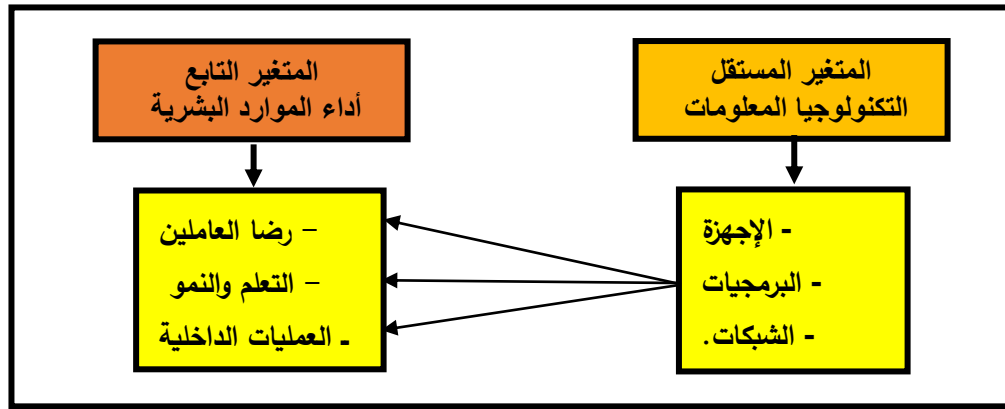 المتغير المستقل
التكنولوجيا المعلومات
المتغير التابع
أداء الموارد البشرية
- الإجهزة
- البرمجيات
- الشبكات.
– رضا العاملين
– التعلم والنمو
- العمليات الداخلية